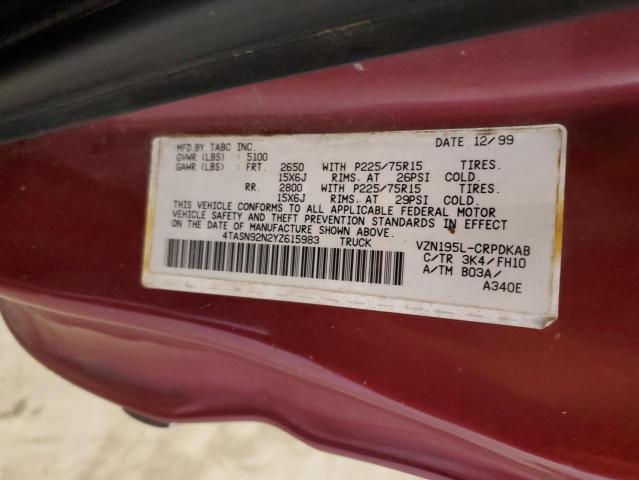 MFD BY TABC INC. DATE 12/99
GVWR (LBS) : 5100
GAWR (LBS) : FRT. 2650 WITH P225/75R15 TIRES.
15X6J RIMS. AT 26PSI COLD.
RR. 2800 WITH P225/75R15 TIRES.
15X6J RIMS. AT 29PSI COLD.
THIS VEHICLE CONFORMS TO ALL APPLICABLE FEDERAL MOTOR
VEHICLE SAFETY AND THEFT PREVENTION STANDARDS IN EFFECT
ON THE DATE OF MANUFACTURE SHOWN ABOVE.
4TASN92N2YZ615983 TRUCK VZN195L-CRPDKAB
C/TR 3K4/FH10
A/TM B03A/
A340E